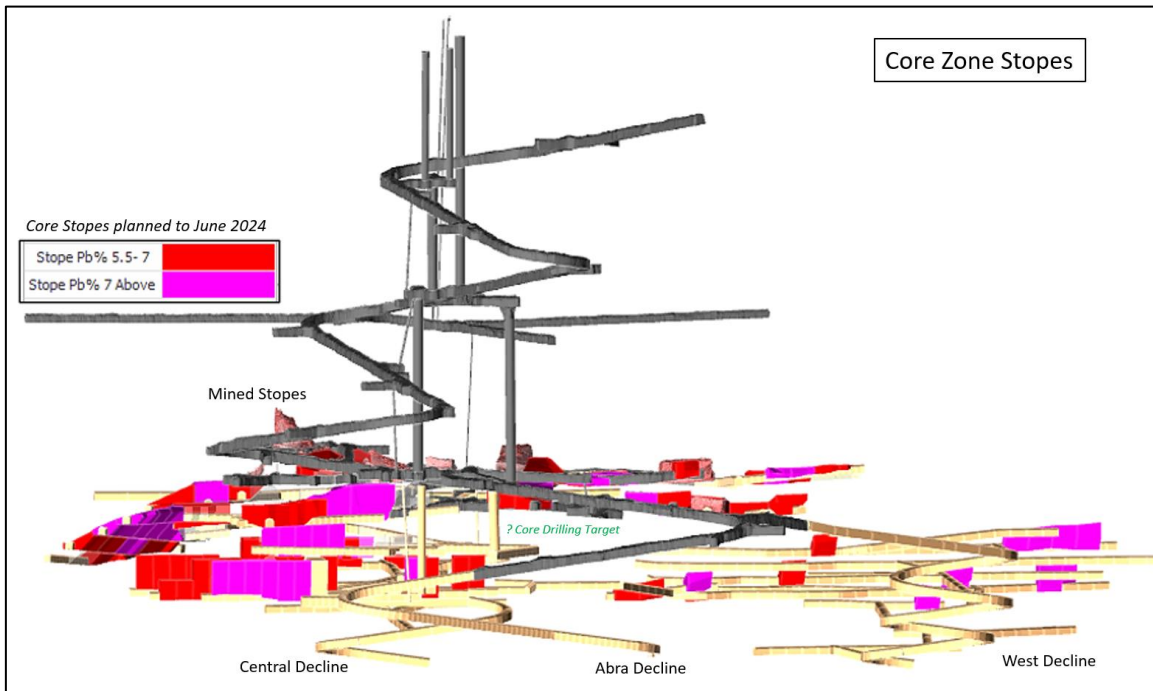 Core Zone Stopes
Core Stopes planned to June 2024
Stope Pb% 5.5- 7
Stope Pb% 7 Above
Mined Stopes
? Core Drilling Target
Central Decline
Abra Decline
West Decline